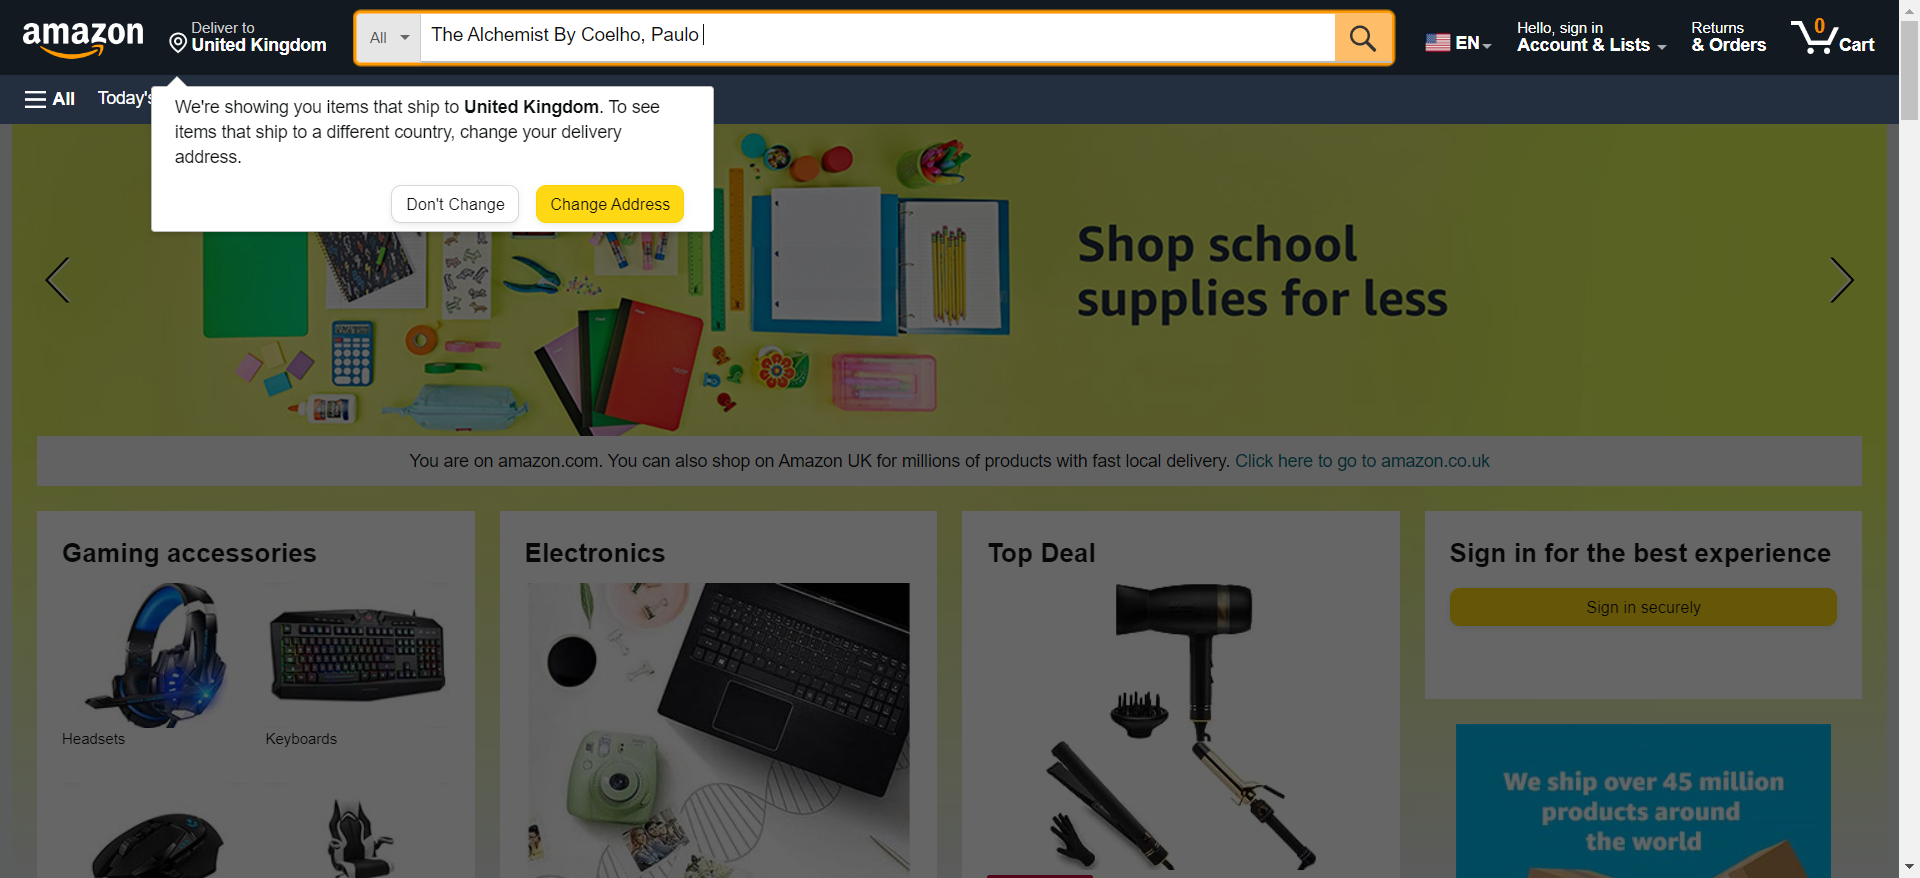 amazon
Deliver to
United Kingdom
All
The Alchemist By Coelho, Paulo
EN
Hello, sign in
Account & Lists
Returns
& Orders
0
Cart
All
Today's
We're showing you items that ship to United Kingdom. To see
items that ship to a different country, change your delivery
address.
Don't Change
Change Address
Shop school
supplies for less
You are on amazon.com. You can also shop on Amazon UK for millions of products with fast local delivery. Click here to go to amazon.co.uk
Gaming accessories
Headsets
Keyboards
Electronics
Top Deal
Sign in for the best experience
Sign in securely
We ship over 45 million
products around
the world